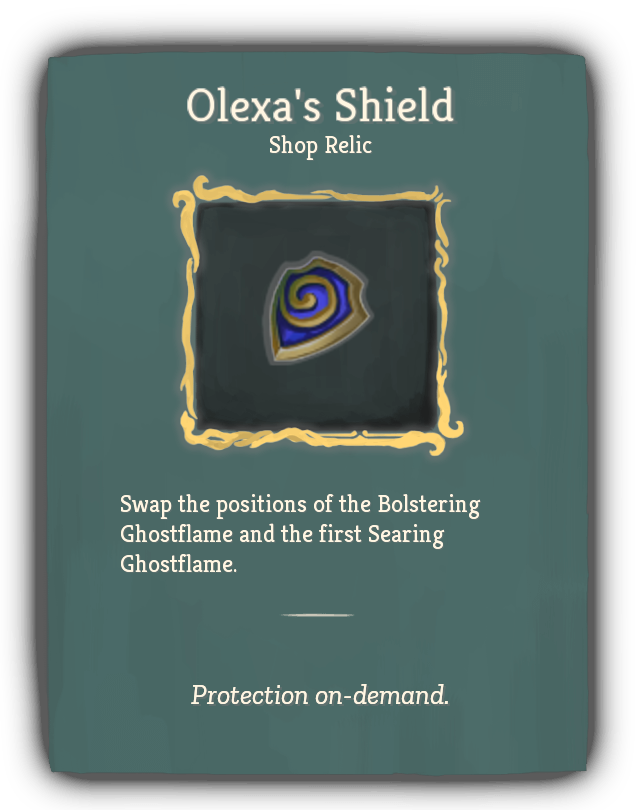 Olexa's Shield
Shop Relic
Swap the positions of the Bolstering
Ghostflame and the first Searing
Ghostflame.
Protection on-demand.